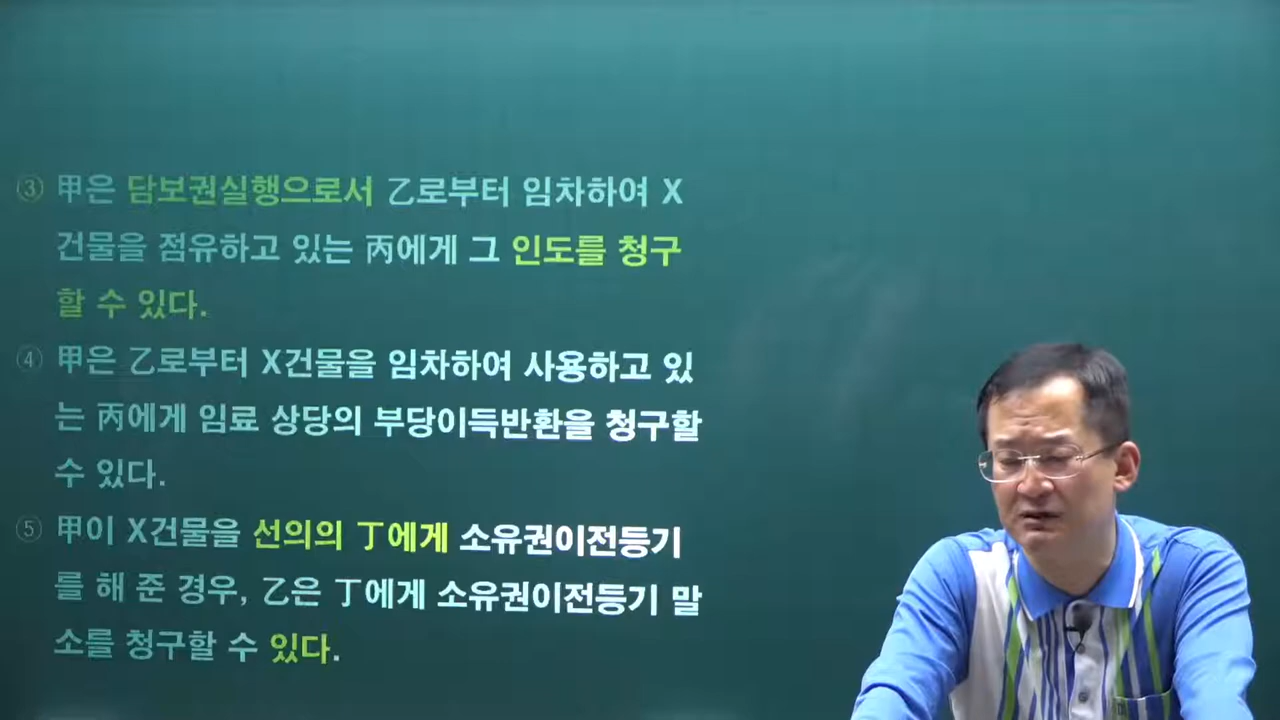 ③ 甲은 담보권실행으로서 乙로부터 임차하여 X
건물을 점유하고 있는 丙에게 그 인도를 청구
할 수 있다.
④ 甲은 乙로부터 X건물을 임차하여 사용하고 있
는 丙에게 임료 상당의 부당이득반환을 청구할
수 있다.
⑤ 甲이 X건물을 선의의 丁에게 소유권이전등기
를 해 준 경우, 乙은 丁에게 소유권이전등기 말
소를 청구할 수 있다.